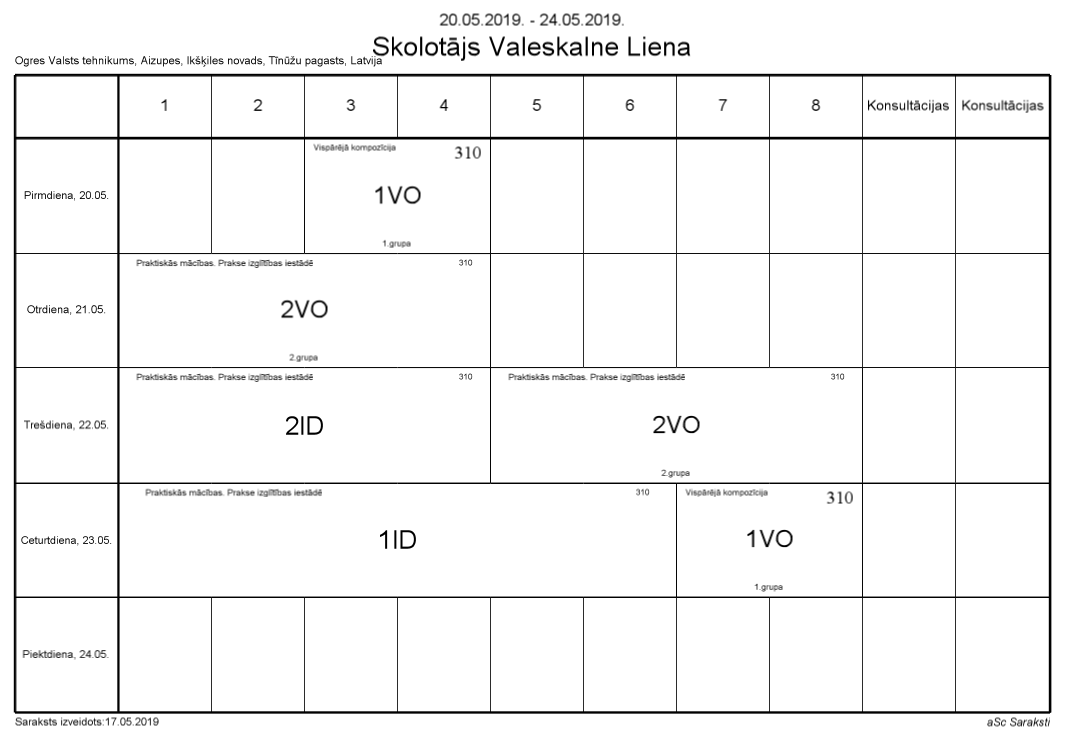 20.05.2019. - 24.05.2019.
Skolotājs Valeskalne Liena
Ogres Valsts tehnikums, Aizupes, Ikšķiles novads, Tīnūžu pagasts, Latvija
1 2 3 4 5 6 7 8 Konsultācijas Konsultācijas
Pirmdiena, 20.05.
Vispārējā kompozīcija 310
1VO
1.grupa
Otrdiena, 21.05.
Praktiskās mācības. Prakse izglītības iestādē 310
2VO
2.grupa
Trešdiena, 22.05.
Praktiskās mācības. Prakse izglītības iestādē 310
2ID
Praktiskās mācības. Prakse izglītības iestādē 310
2VO
2.grupa
Ceturtdiena, 23.05.
Praktiskās mācības. Prakse izglītības iestādē 310
1ID
Vispārējā kompozīcija 310
1VO
1.grupa
Piektdiena, 24.05.
Saraksts izveidots:17.05.2019
aSc Saraksti